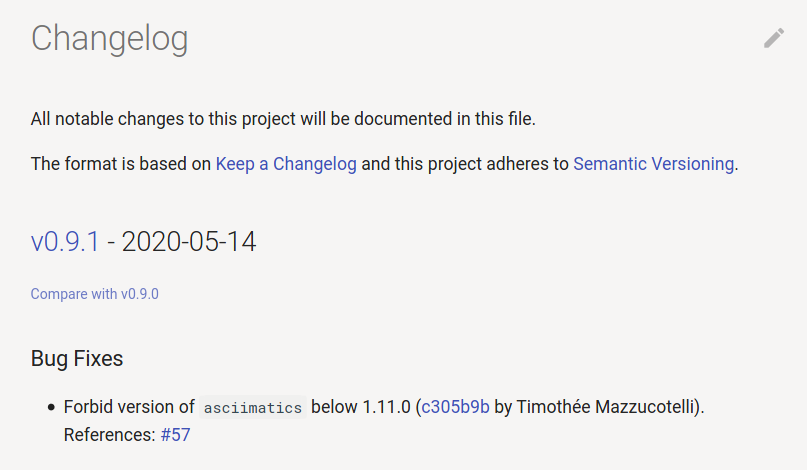 Changelog
All notable changes to this project will be documented in this file.
The format is based on Keep a Changelog and this project adheres to Semantic Versioning.
v0.9.1 - 2020-05-14
Compare with v0.9.0
Bug Fixes
• Forbid version of asciimatics below 1.11.0 (c305b9b by Timothée Mazzucotelli).
References: #57